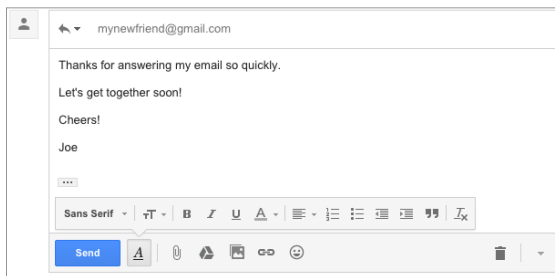 mynewfriend@gmail.com
Thanks for answering my email so quickly.
Let's get together soon!
Cheers!
Joe
Sans Serif
Send